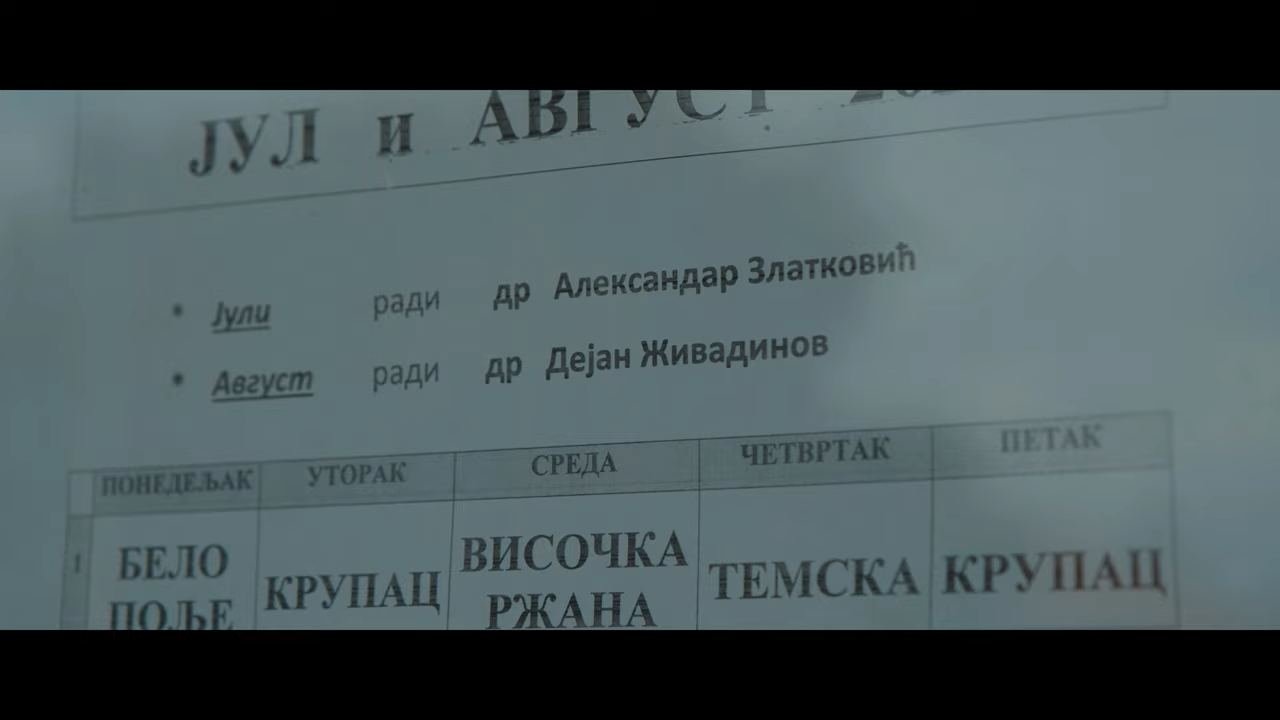 ЈУЛ и АВГУСТ
• Јули ради др Александар Златковић
• Август ради др Дејан Живадинов
ПОНЕДЕЉАК УТОРАК СРЕДА ЧЕТВРТАК ПЕТАК
1 БЕЛО ПОЉЕ КРУПАЦ ВИСОЧКА РЖАНА ТЕМСКА КРУПАЦ